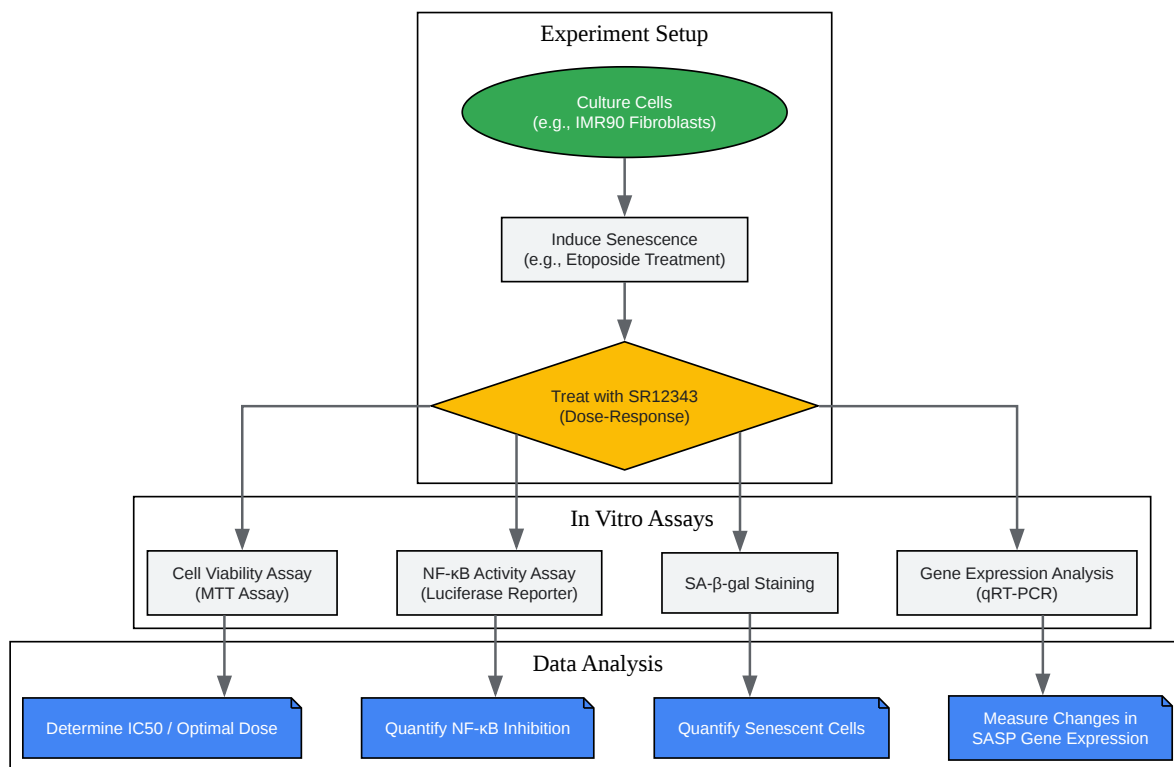 Experiment Setup
Culture Cells
(e.g., IMR90 Fibroblasts)
Induce Senescence
(e.g., Etoposide Treatment)
Treat with SR12343
(Dose-Response)
In Vitro Assays
Cell Viability Assay
(MTT Assay)
NF-κB Activity Assay
(Luciferase Reporter)
SA-β-gal Staining
Gene Expression Analysis
(qRT-PCR)
Data Analysis
Determine IC50 / Optimal Dose
Quantify NF-κB Inhibition
Quantify Senescent Cells
Measure Changes in
SASP Gene Expression